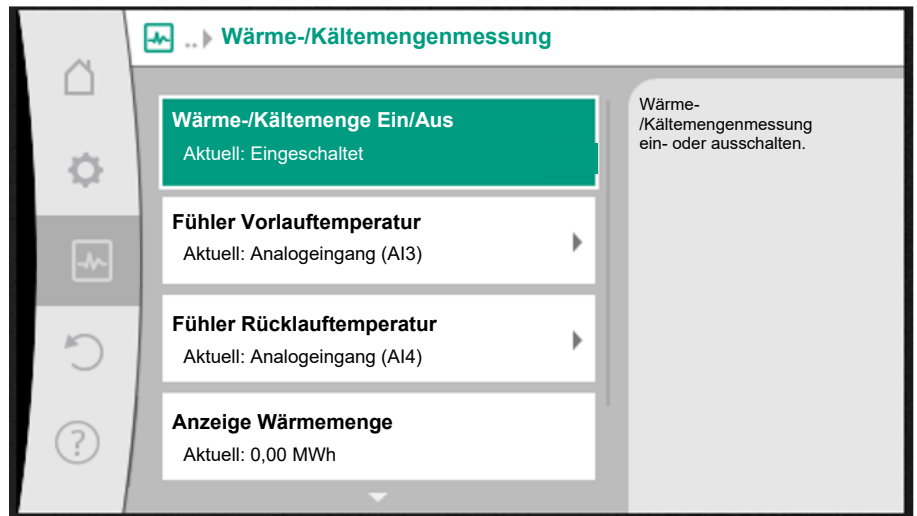 ..
Wärme-/Kältemengenmessung
Wärme-/Kältemenge Ein/Aus
Aktuell: Eingeschaltet
Fühler Vorlauftemperatur
Aktuell: Analogeingang (AI3)
Fühler Rücklauftemperatur
Aktuell: Analogeingang (AI4)
Anzeige Wärmemenge
Aktuell: 0,00 MWh
Wärme-
/Kältemengenmessung
ein- oder ausschalten.
?